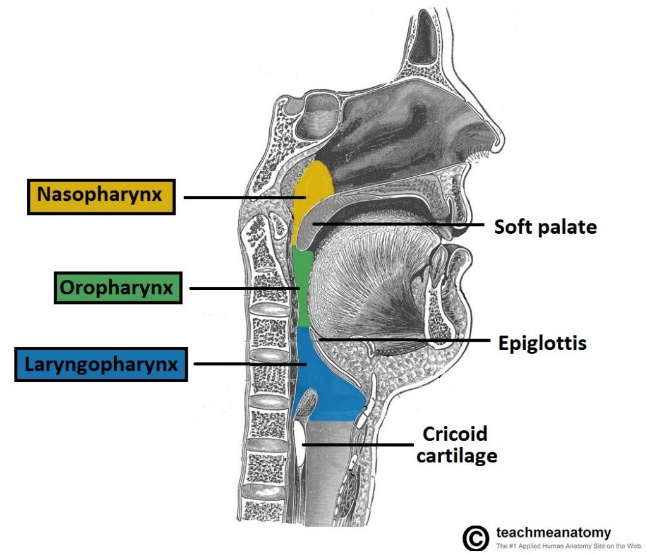 Nasopharynx
Soft palate
Oropharynx
Epiglottis
Laryngopharynx
Cricoid
cartilage
© teachmeanatomy
The #1 Applied Human Anatomy Site on the Web.